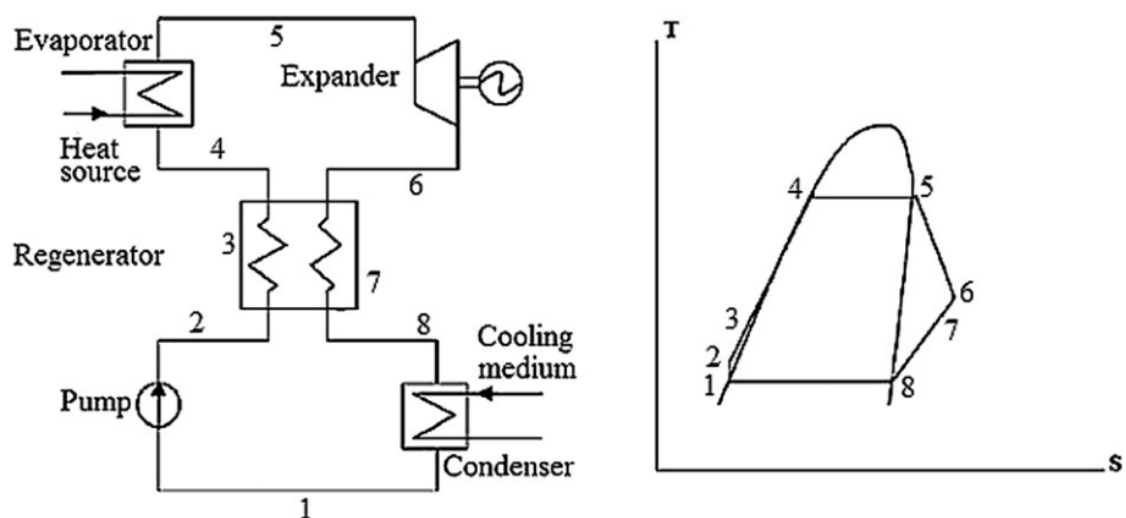 Evaporator
5
Expander
Heat
source
4
6
Regenerator
3
7
2
8
Cooling
medium
Pump
Condenser
1
T
4
5
6
3
7
2
1
8
S